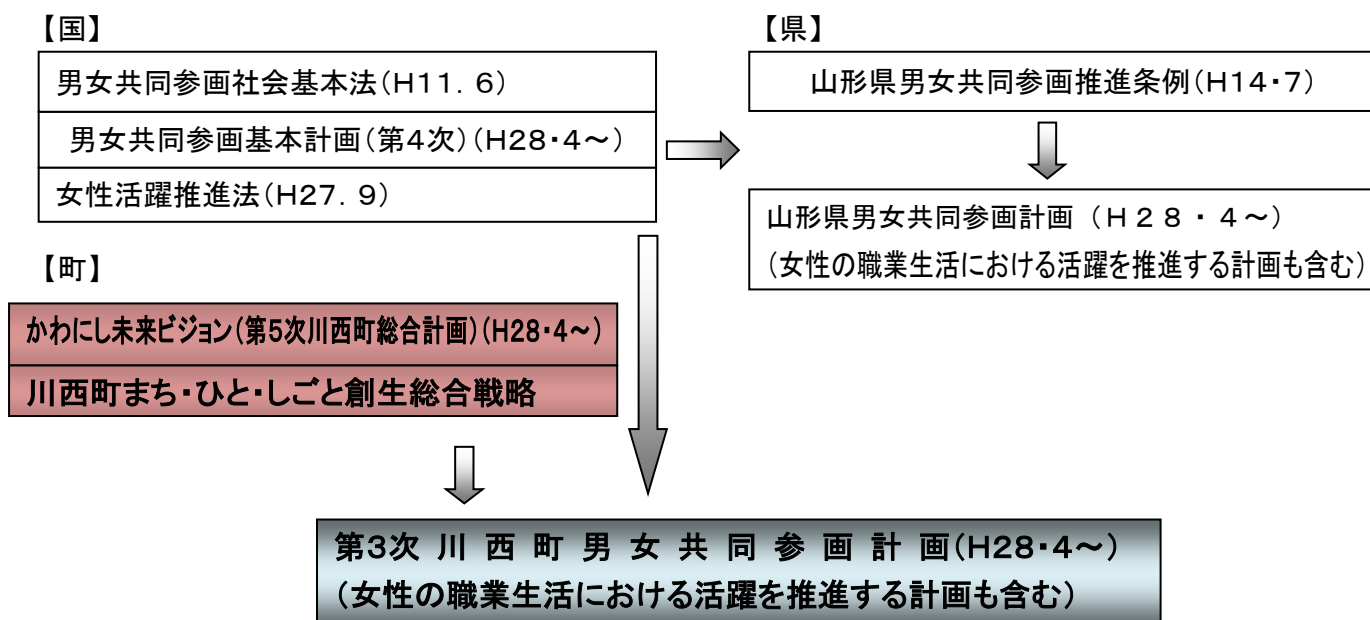 【国】
男女共同参画社会基本法(H11．6)
男女共同参画基本計画(第4次)(H28・4～)
女性活躍推進法(H27．9)
【県】
山形県男女共同参画推進条例(H14・7)
山形県男女共同参画計画 (H28・4～)
(女性の職業生活における活躍を推進する計画も含む)
【町】
かわにし未来ビジョン(第5次川西町総合計画)(H28・4～)
川西町まち・ひと・しごと創生総合戦略
第3次 川 西 町 男 女 共 同 参 画 計 画(H28・4～)
(女性の職業生活における活躍を推進する計画も含む)